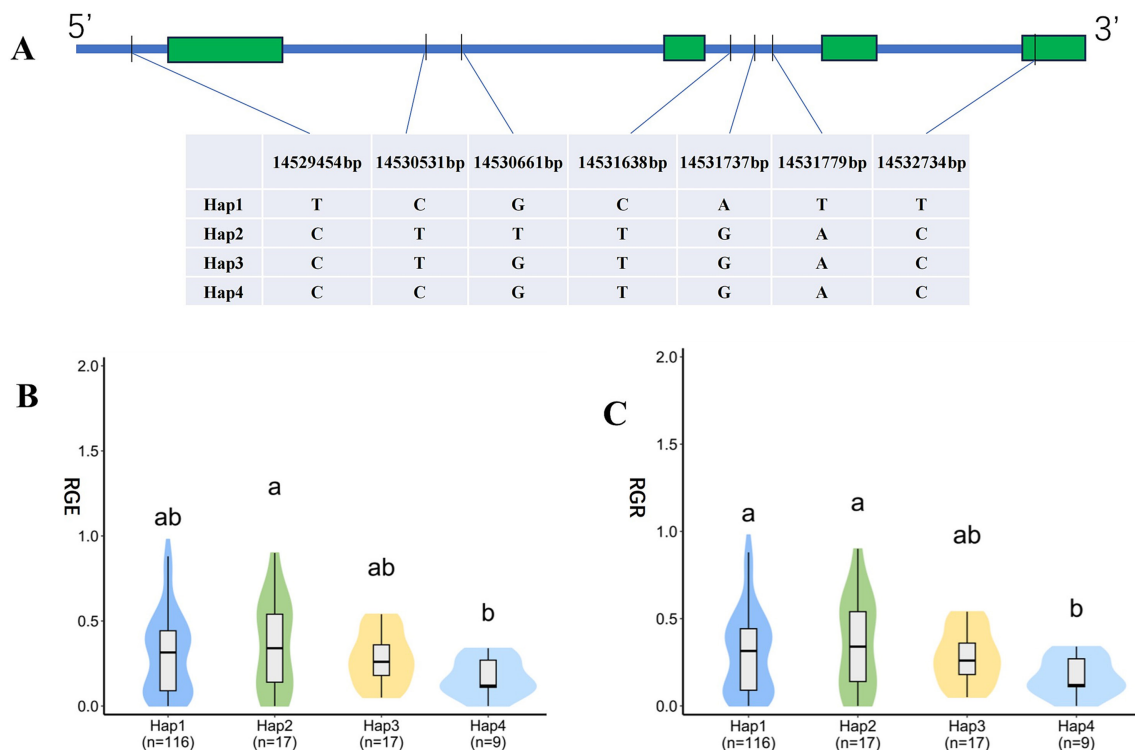 A
5’
3’
14529454bp 14530531bp 14530661bp 14531638bp 14531737bp 14531779bp 14532734bp
Hap1 T C G C A T T
Hap2 C T T T G A C
Hap3 C T G T G A C
Hap4 C C G T G A C
B
RGE
2.0
1.5
1.0
0.5
0.0
ab
a
ab
b
Hap1 Hap2 Hap3 Hap4
(n=116) (n=17) (n=17) (n=9)
C
RGR
2.0
1.5
1.0
0.5
0.0
a
a
ab
b
Hap1 Hap2 Hap3 Hap4
(n=116) (n=17) (n=17) (n=9)